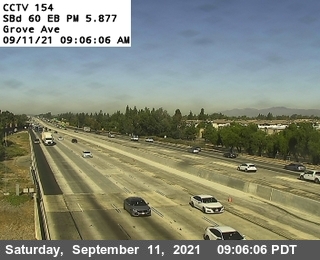 CCTV 154
SBd 60 EB PM 5.877
Grove Ave
09/11/21 09:06:06 AM
Saturday, September 11, 2021 09:06:06 PDT